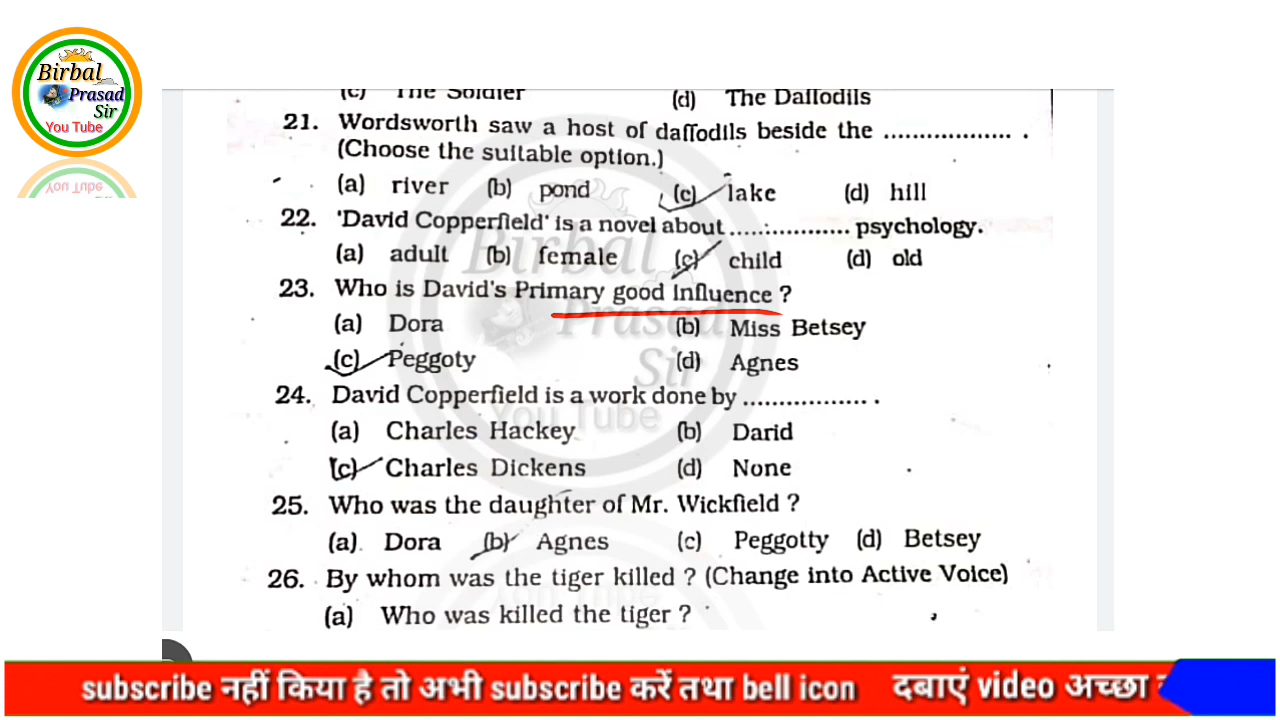 Birbal
Prasad
Sir
You Tube
(c) The Soldier (d) The Daffodils
21. Wordsworth saw a host of daffodils beside the .................. .
(Choose the suitable option.)
(a) river (b) pond (c) lake (d) hill
22. 'David Copperfield' is a novel about .....:........... psychology.
(a) adult (b) female (c) child (d) old
23. Who is David's Primary good influence ?
(a) Dora (b) Miss Betsey
(c) Peggoty (d) Agnes
24. David Copperfield is a work done by ................. .
(a) Charles Hackey (b) Darid
(c) Charles Dickens (d) None
25. Who was the daughter of Mr. Wickfield ?
(a) Dora (b) Agnes (c) Peggotty (d) Betsey
26. By whom was the tiger killed ? (Change into Active Voice)
(a) Who was killed the tiger ?
Birbal
Prasad
Sir
You Tube
subscribe नहीं किया है तो अभी subscribe करें तथा bell icon दबाएं video अच्छा